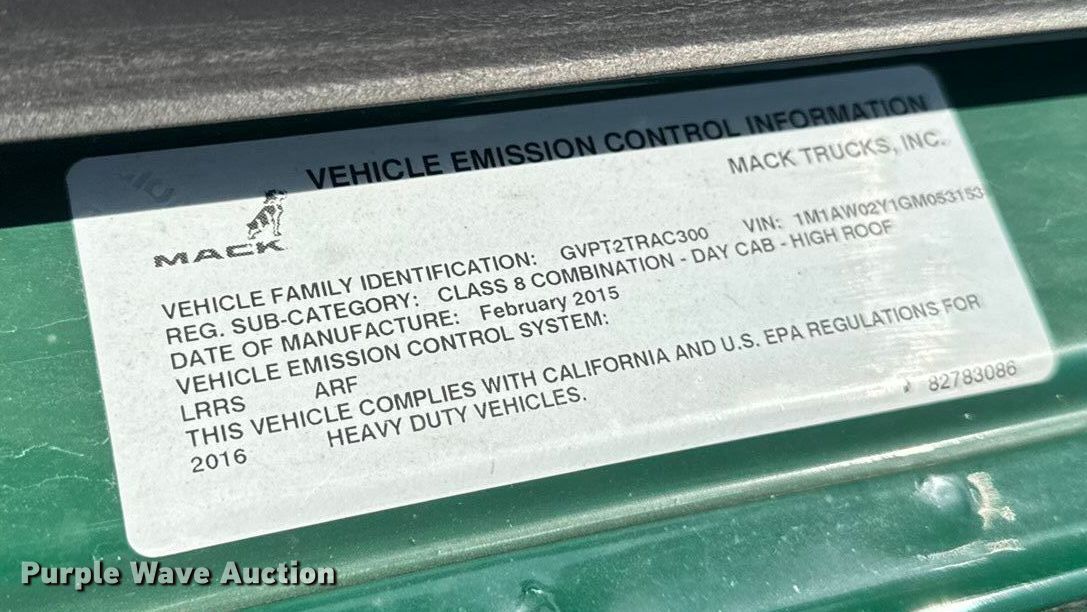 VEHICLE EMISSION CONTROL INFORMATION
MACK TRUCKS, INC.
MACK
VEHICLE FAMILY IDENTIFICATION: GVPT2TRAC300 VIN: 1M1AW02Y1GM053153
REG. SUB-CATEGORY: CLASS 8 COMBINATION - DAY CAB - HIGH ROOF
DATE OF MANUFACTURE: February 2015
VEHICLE EMISSION CONTROL SYSTEM:
LRRS ARF
THIS VEHICLE COMPLIES WITH CALIFORNIA AND U.S. EPA REGULATIONS FOR
2016 HEAVY DUTY VEHICLES.
82783086
Purple Wave Auction